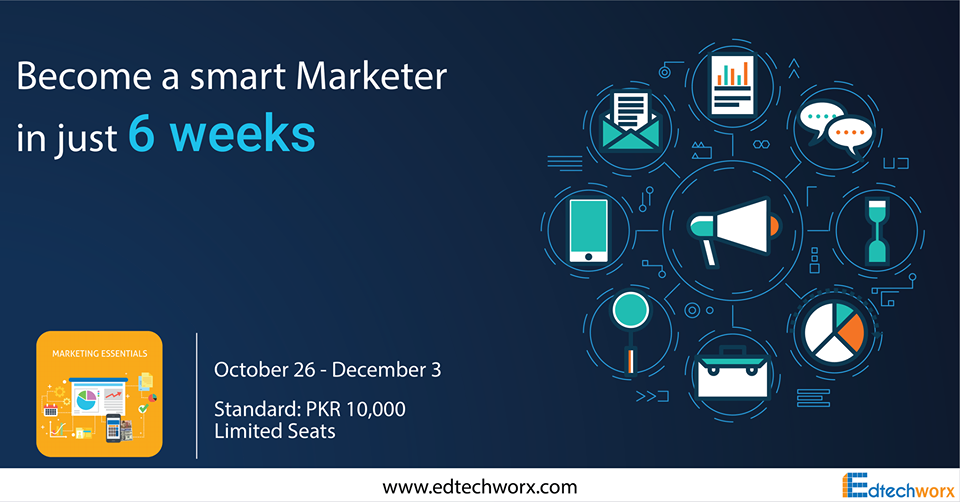 Become a smart Marketer
in just 6 weeks
MARKETING ESSENTIALS
October 26 - December 3
Standard: PKR 10,000
Limited Seats
www.edtechworx.com
Edtechworx